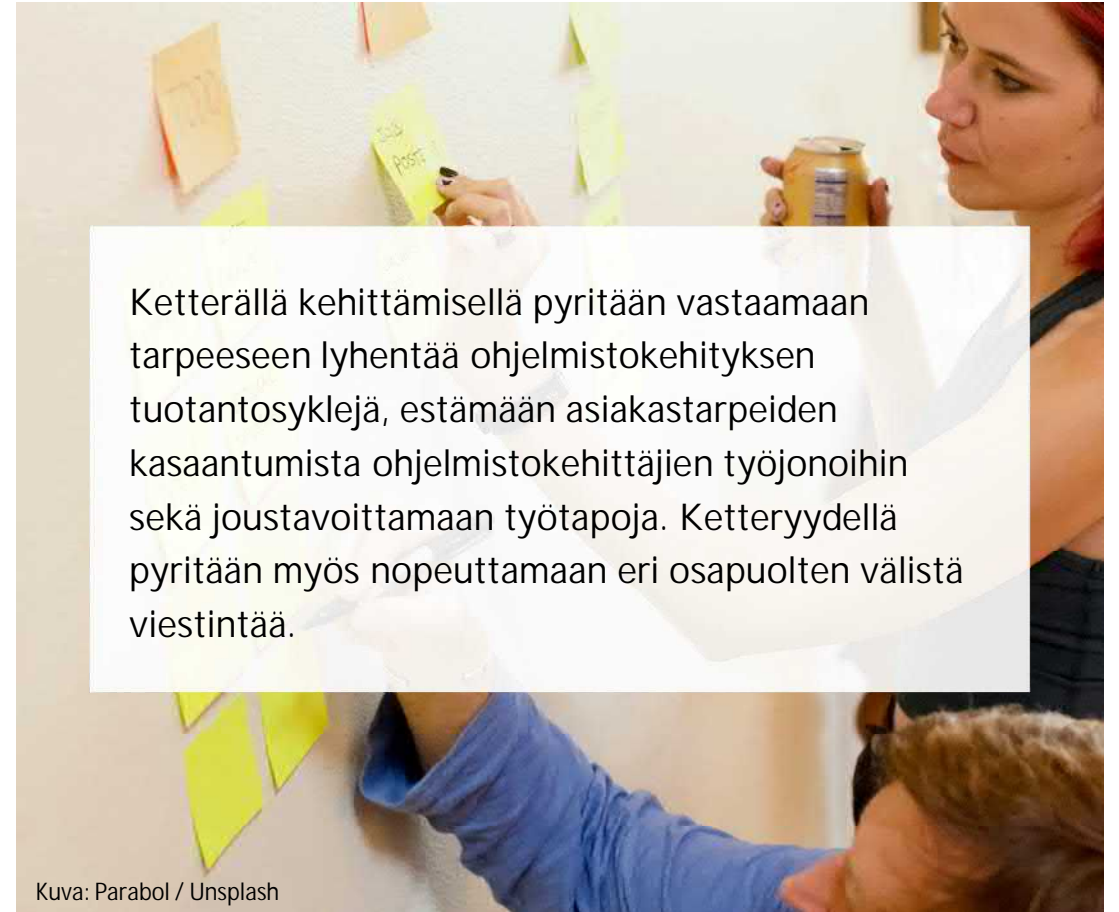 POSTS
Ketterällä kehittämisellä pyritään vastaamaan
tarpeeseen lyhentää ohjelmistokehityksen
tuotantosyklejä, estämään asiakastarpeiden
kasaantumista ohjelmistokehittäjien työjonoihin
sekä joustavoittamaan työtapoja. Ketteryydellä
pyritään myös nopeuttamaan eri osapuolten välistä
viestintää.
Kuva: Parabol / Unsplash